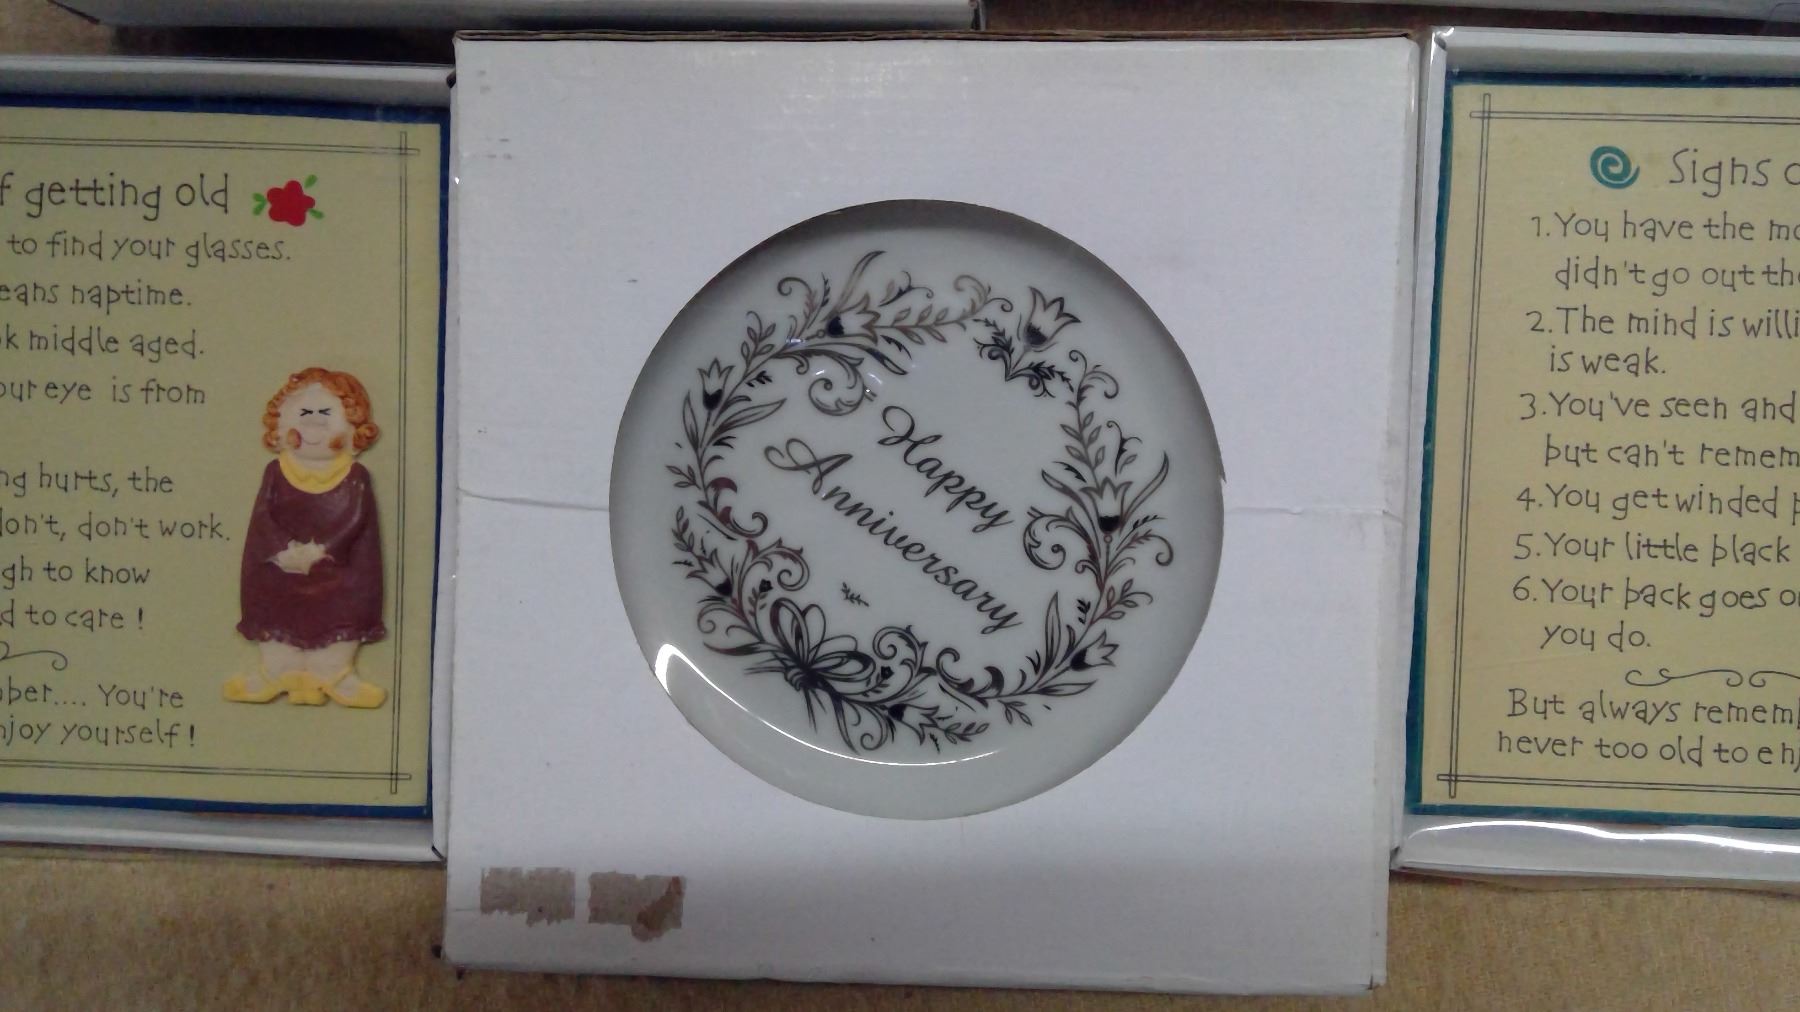 f getting old
to find your glasses.
eans naptime.
k middle aged.
our eye is from
ng hurts, the
don't, don't work.
gh to know
d to care !
ber.... You're
njoy yourself !
Happy
Anniversary
Signs o
1. You have the mo
didn't go out the
2. The mind is willi
is weak.
3. You've seen and
but can't remem
4. You get winded p
5. Your little black
6. Your back goes o
you do.
But always rememb
never too old to enj